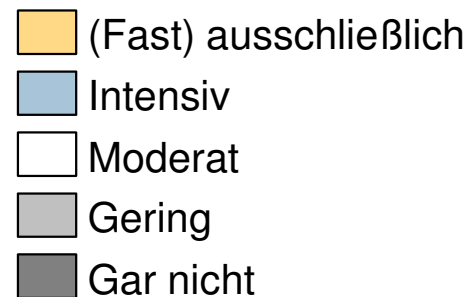 (Fast) ausschließlich
Intensiv
Moderat
Gering
Gar nicht